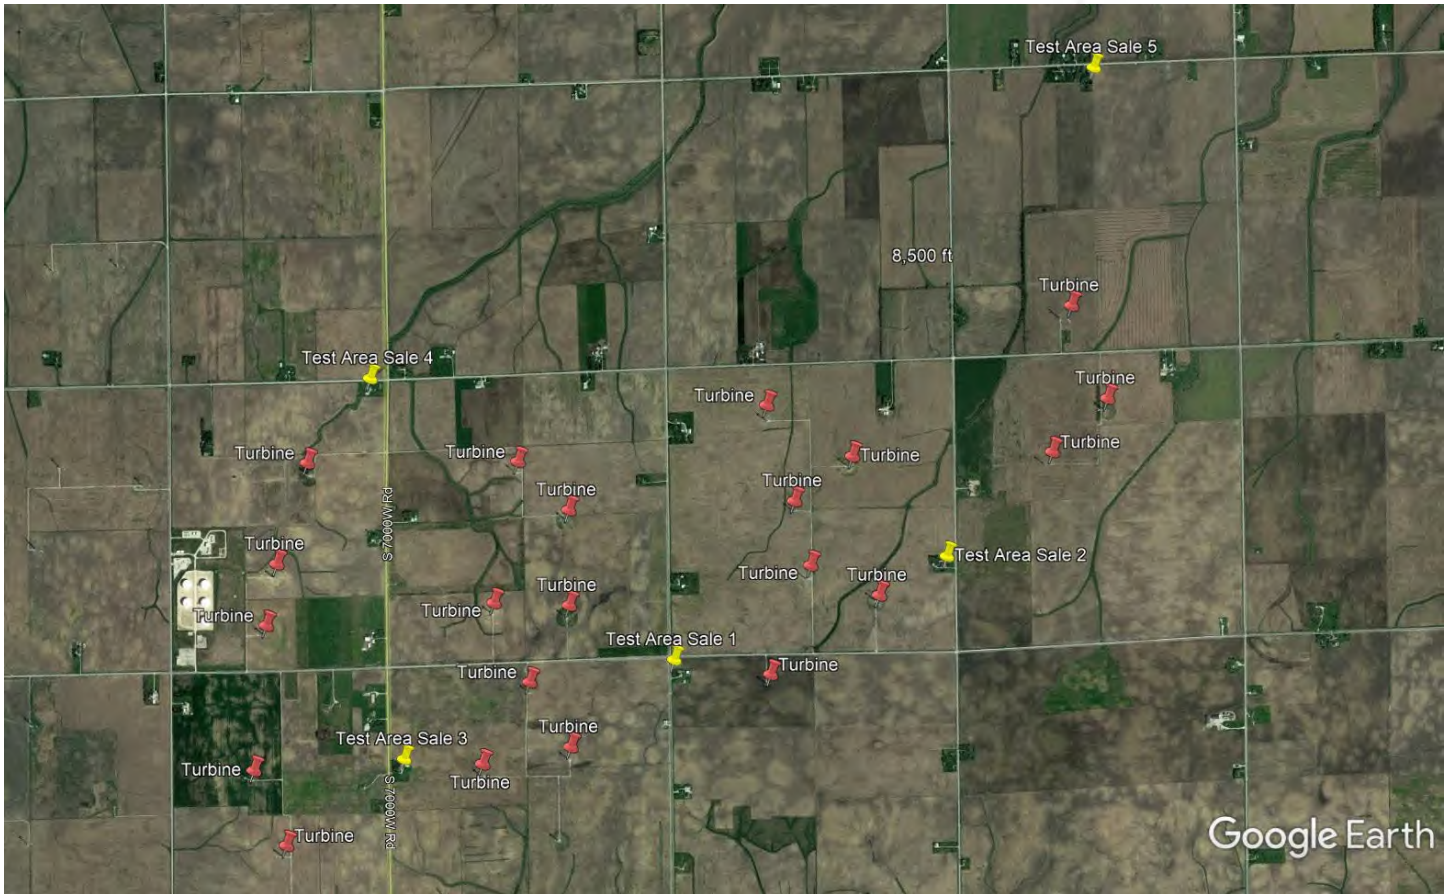 Test Area Sale 5
8,500 ft
Turbine
Test Area Sale 4
Turbine
Turbine
Turbine
Turbine
Turbine
Turbine
Turbine
Turbine
S 7000W Rd
Turbine
Test Area Sale 2
Turbine
Turbine
Turbine
Turbine
Turbine
Test Area Sale 1
Turbine
Turbine
Test Area Sale 3
Turbine
Turbine
Turbine
S 7000W Rd
Turbine
Google Earth